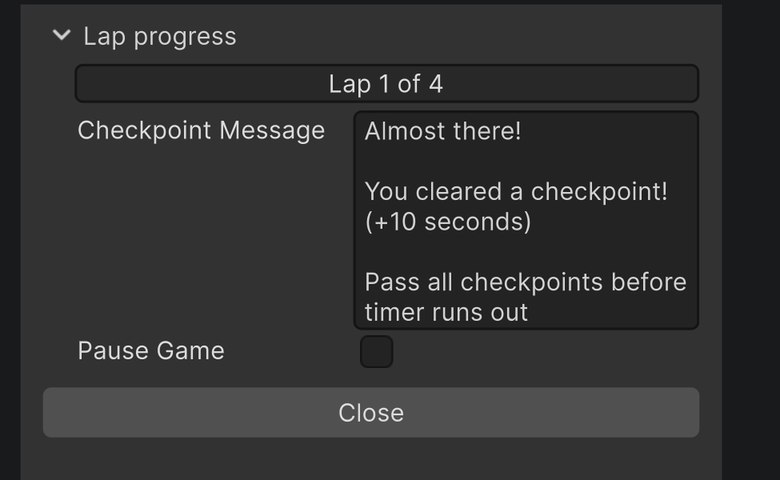 Lap progress
Lap 1 of 4
Checkpoint Message
Almost there!
You cleared a checkpoint!
(+10 seconds)
Pass all checkpoints before
timer runs out
Pause Game
Close